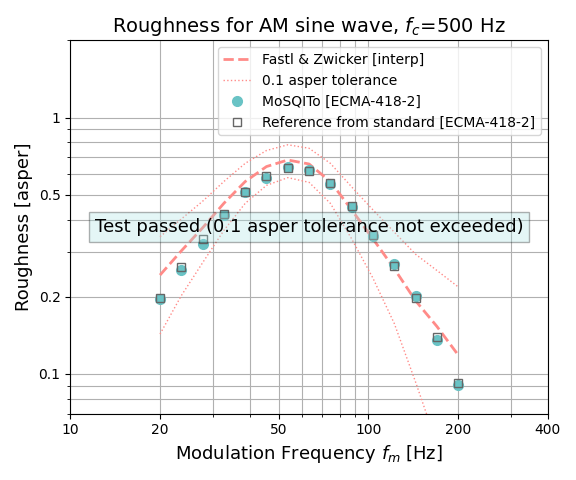 Roughness for AM sine wave, f_c=500 Hz
Fastl & Zwicker [interp]
0.1 asper tolerance
MoSQITo [ECMA-418-2]
Reference from standard [ECMA-418-2]
Roughness [asper]
1
0.5
0.2
0.1
Test passed (0.1 asper tolerance not exceeded)
10 20 50 100 200 400
Modulation Frequency f_m [Hz]